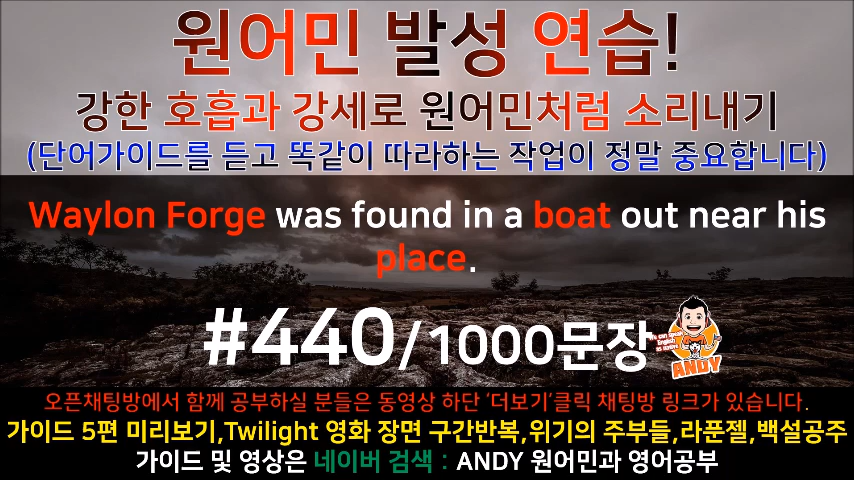 원어민 발성 연습!
강한 호흡과 강세로 원어민처럼 소리내기
(단어가이드를 듣고 똑같이 따라하는 작업이 정말 중요합니다)
Waylon Forge was found in a boat out near his
place.
#440/1000문장
ANDY
오픈채팅방에서 함께 공부하실 분들은 동영상 하단 '더보기'클릭 채팅방 링크가 있습니다.
가이드 5편 미리보기,Twilight 영화 장면 구간반복,위기의 주부들,라푼젤,백설공주
가이드 및 영상은 네이버 검색 : ANDY 원어민과 영어공부